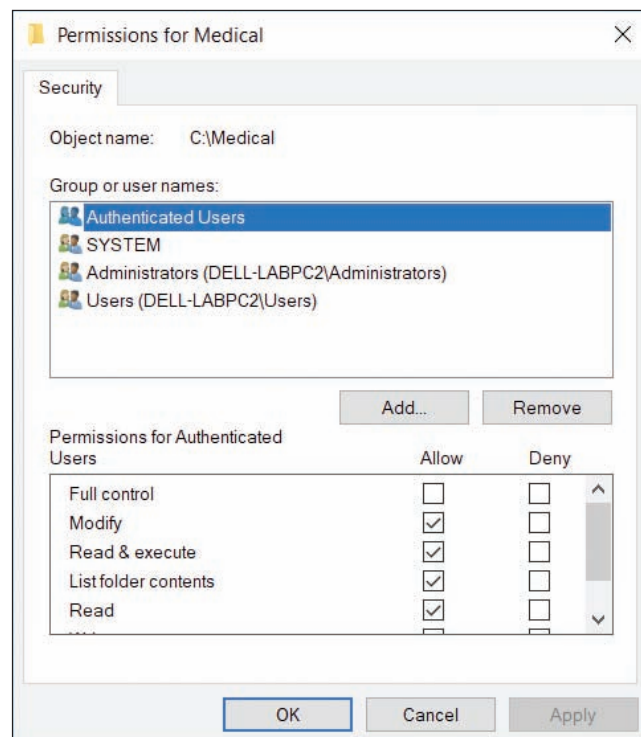 Permissions for Medical
Security
Object name: C:\Medical
Group or user names:
Authenticated Users
SYSTEM
Administrators (DELL-LABPC2\Administrators)
Users (DELL-LABPC2\Users)
Add... Remove
Permissions for Authenticated
Users Allow Deny
Full control
Modify
Read & execute
List folder contents
Read
OK Cancel Apply